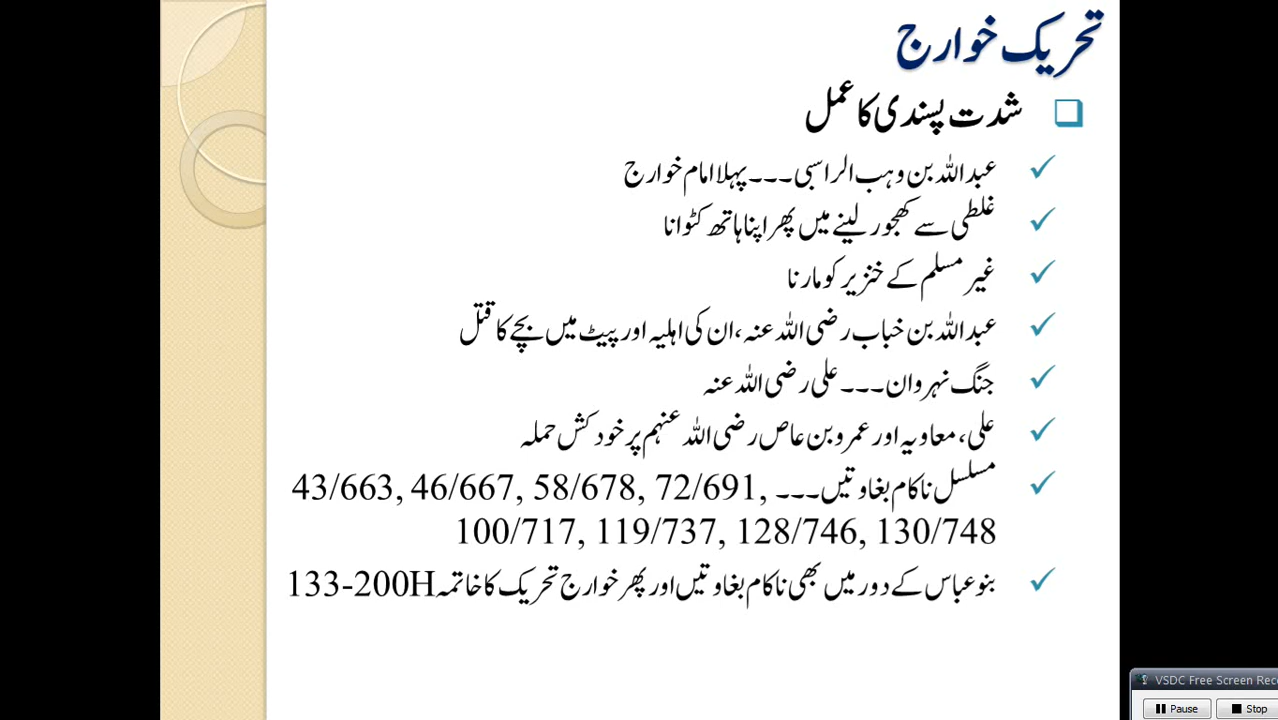 تحریک خوارج
شدت پسندی کا عمل
عبد اللہ بن وہب الراسبی۔۔۔پہلا امام خوارج
غلطی سے کھجور لینے میں پھر اپنا ہاتھ کٹوانا
غیر مسلم کے خنزیر کو مارنا
عبد اللہ بن خباب رضی اللہ عنہ، ان کی اہلیہ اور پیٹ میں بچے کا قتل
جنگ نہروان۔۔۔علی رضی اللہ عنہ
علی، معاویہ اور عمرو بن عاص رضی اللہ عنہم پر خودکش حملہ
مسلسل ناکام بغاوتیں۔۔۔ 43/663, 46/667, 58/678, 72/691,
100/717, 119/737, 128/746, 130/748
بنو عباس کے دور میں بھی ناکام بغاوتیں اور پھر خوارج تحریک کا خاتمہ 133-200H
VSDC Free Screen Rec
Pause Stop